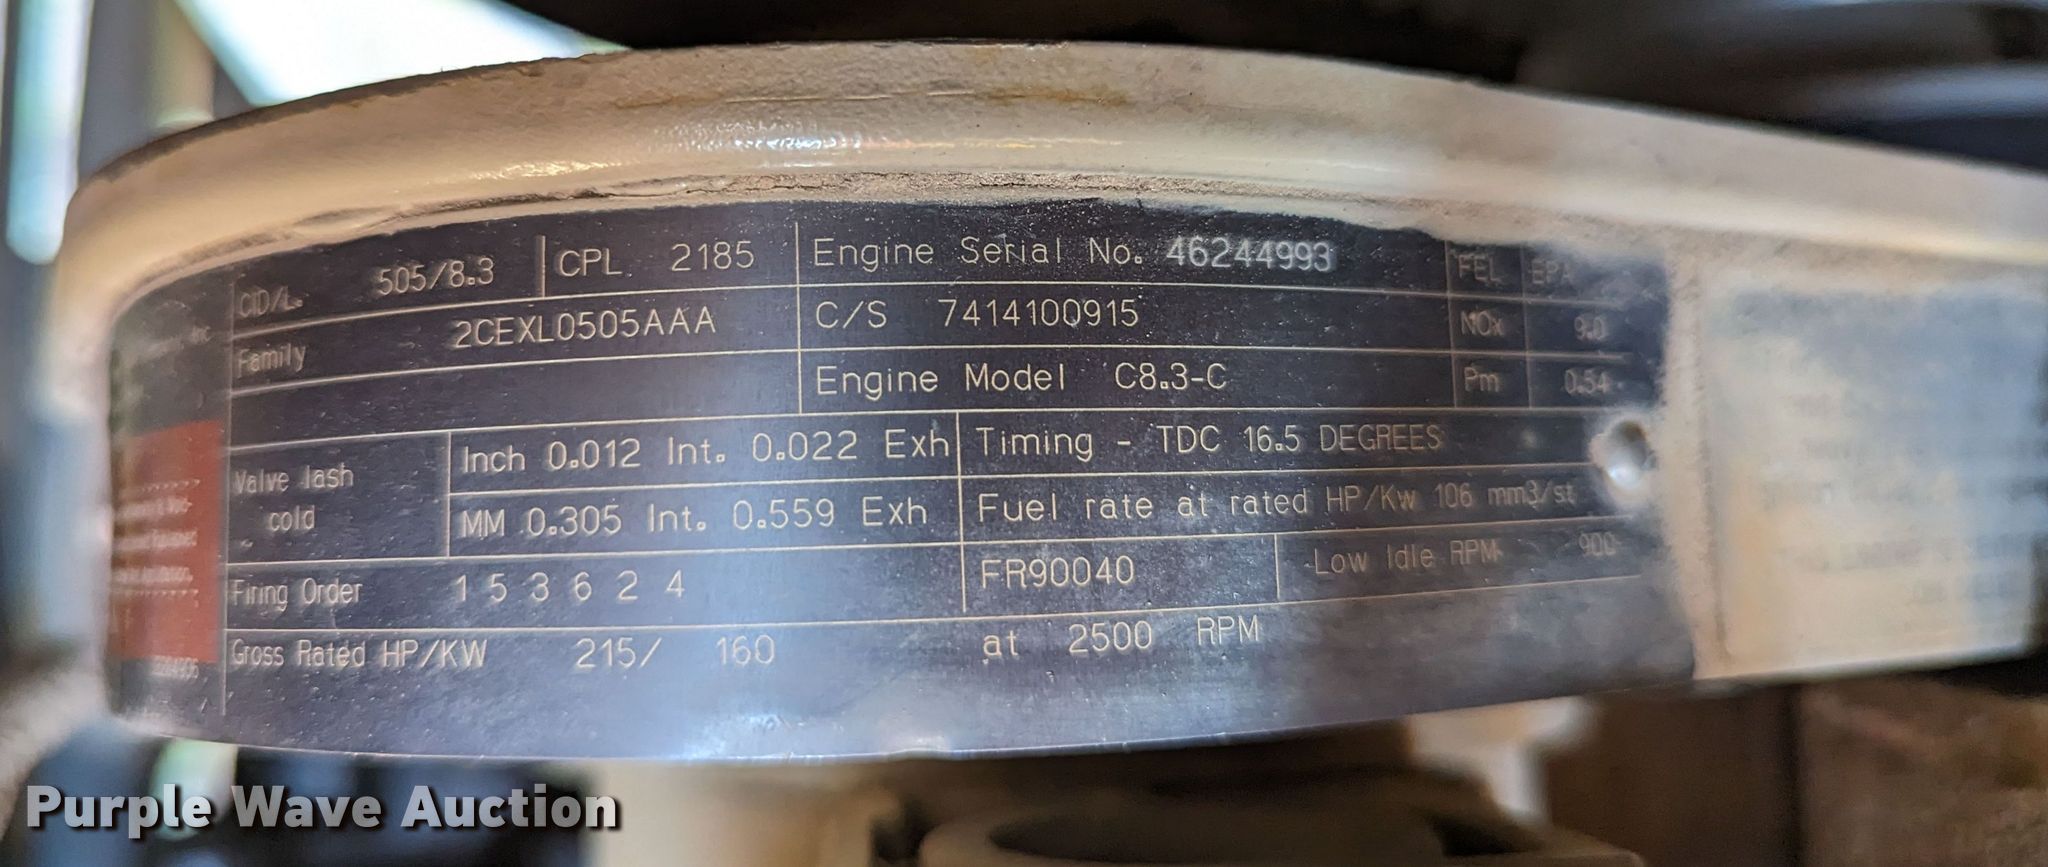 CID/L. 505/8.3 CPL 2185 Engine Serial No. 46244993 FEL EPA
Family 2CEXL0505AAA C/S 7414100915 NOx 9.0
Engine Model C8.3-C Pm 0.54
Valve lash cold Inch 0.012 Int. 0.022 Exh Timing - TDC 16.5 DEGREES
MM 0.305 Int. 0.559 Exh Fuel rate at rated HP/Kw 106 mm3/st
Firing Order 1 5 3 6 2 4 FR90040 Low Idle RPM 900
Gross Rated HP/KW 215/ 160 at 2500 RPM
Purple Wave Auction